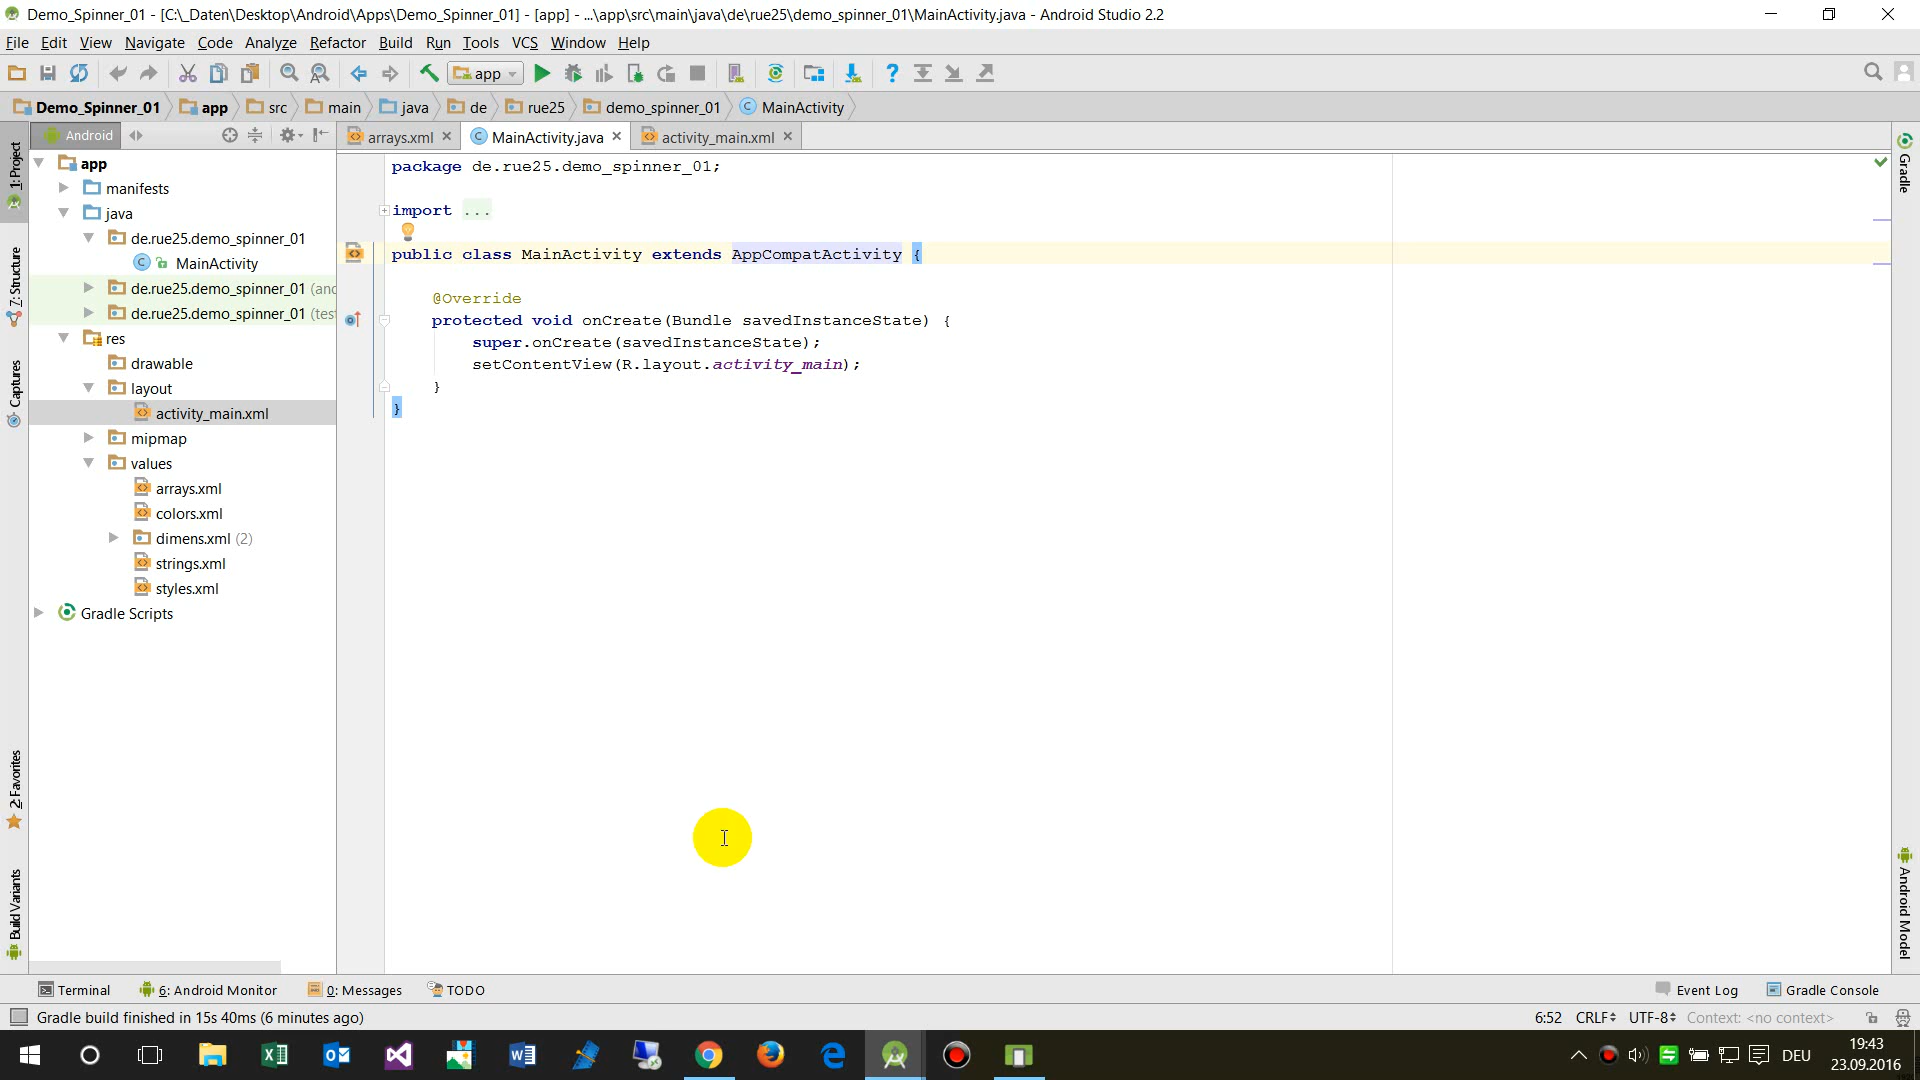 Demo_Spinner_01 - [C:\_Daten\Desktop\Android\Apps\Demo_Spinner_01] - [app] - ...\app\src\main\java\de\rue25\demo_spinner_01\MainActivity.java - Android Studio 2.2
File Edit View Navigate Code Analyze Refactor Build Run Tools VCS Window Help
app
Demo_Spinner_01 app src main java de rue25 demo_spinner_01 MainActivity
Android
arrays.xml MainActivity.java activity_main.xml
1: Project
7: Structure
Captures
2: Favorites
Build Variants
app
manifests
java
de.rue25.demo_spinner_01
MainActivity
de.rue25.demo_spinner_01 (and
de.rue25.demo_spinner_01 (tes
res
drawable
layout
activity_main.xml
mipmap
values
arrays.xml
colors.xml
dimens.xml (2)
strings.xml
styles.xml
Gradle Scripts
package de.rue25.demo_spinner_01;
import ...
public class MainActivity extends AppCompatActivity {
@Override
protected void onCreate(Bundle savedInstanceState) {
super.onCreate(savedInstanceState);
setContentView(R.layout.activity_main);
}
}
Gradle
Android Model
Terminal 6: Android Monitor 0: Messages TODO Event Log Gradle Console
Gradle build finished in 15s 40ms (6 minutes ago) 6:52 CRLF UTF-8 Context: <no context>
DEU
19:43
23.09.2016